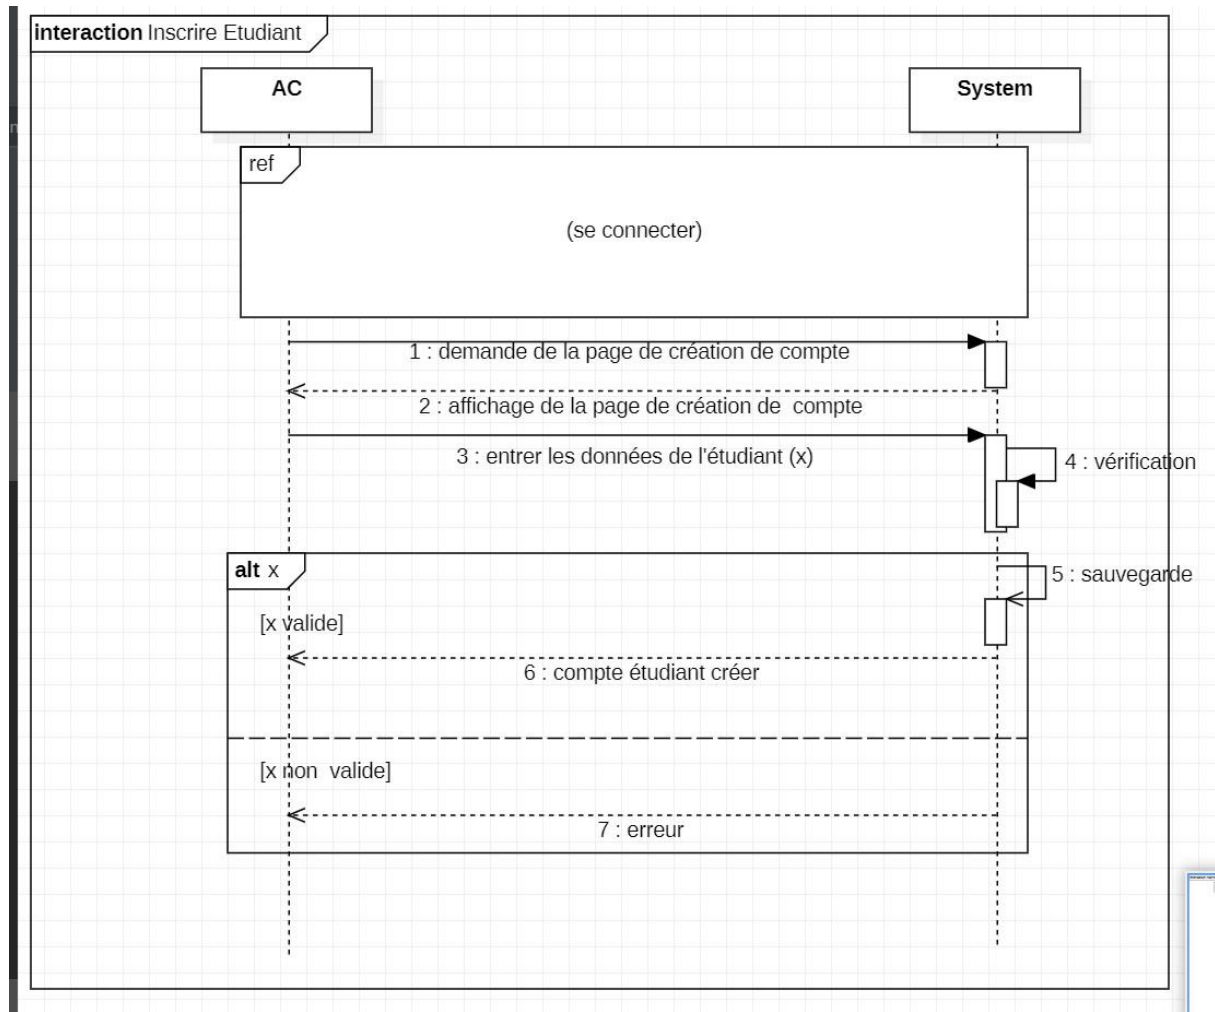 interaction Inscrire Etudiant
AC
System
ref
(se connecter)
1 : demande de la page de création de compte
2 : affichage de la page de création de  compte
3 : entrer les données de l'étudiant (x)
4 : vérification
alt x
5 : sauvegarde
[x valide]
6 : compte étudiant créer
[x non  valide]
7 : erreur